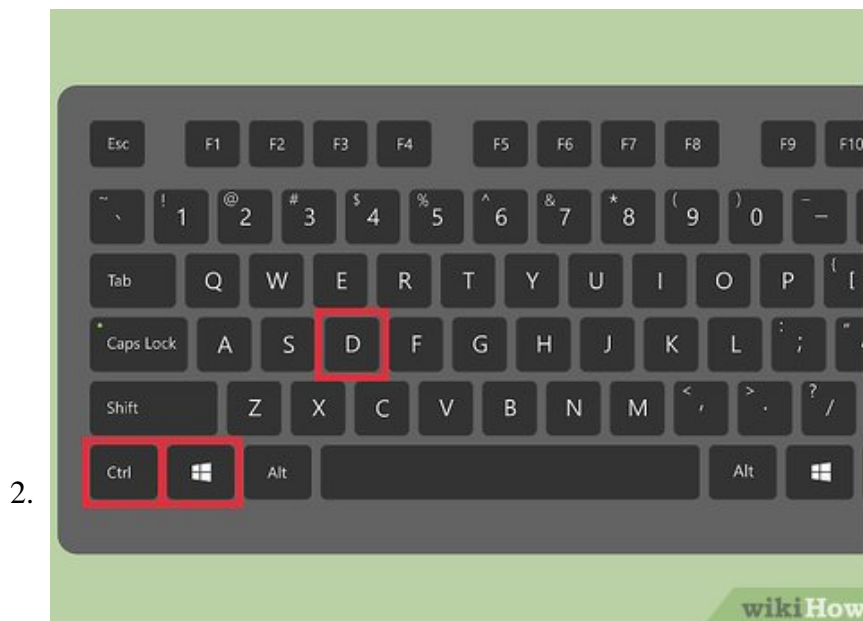 Esc F1 F2 F3 F4 F5 F6 F7 F8 F9 F10
~ ` ! 1 @ 2 # 3 $ 4 % 5 ^ 6 & 7 * 8 ( 9 ) 0 – –
Tab Q W E R T Y U I O P { [
Caps Lock A S D F G H J K L : ; "
Shift Z X C V B N M < , > . ? /
2. Ctrl Alt Alt
wikiHow